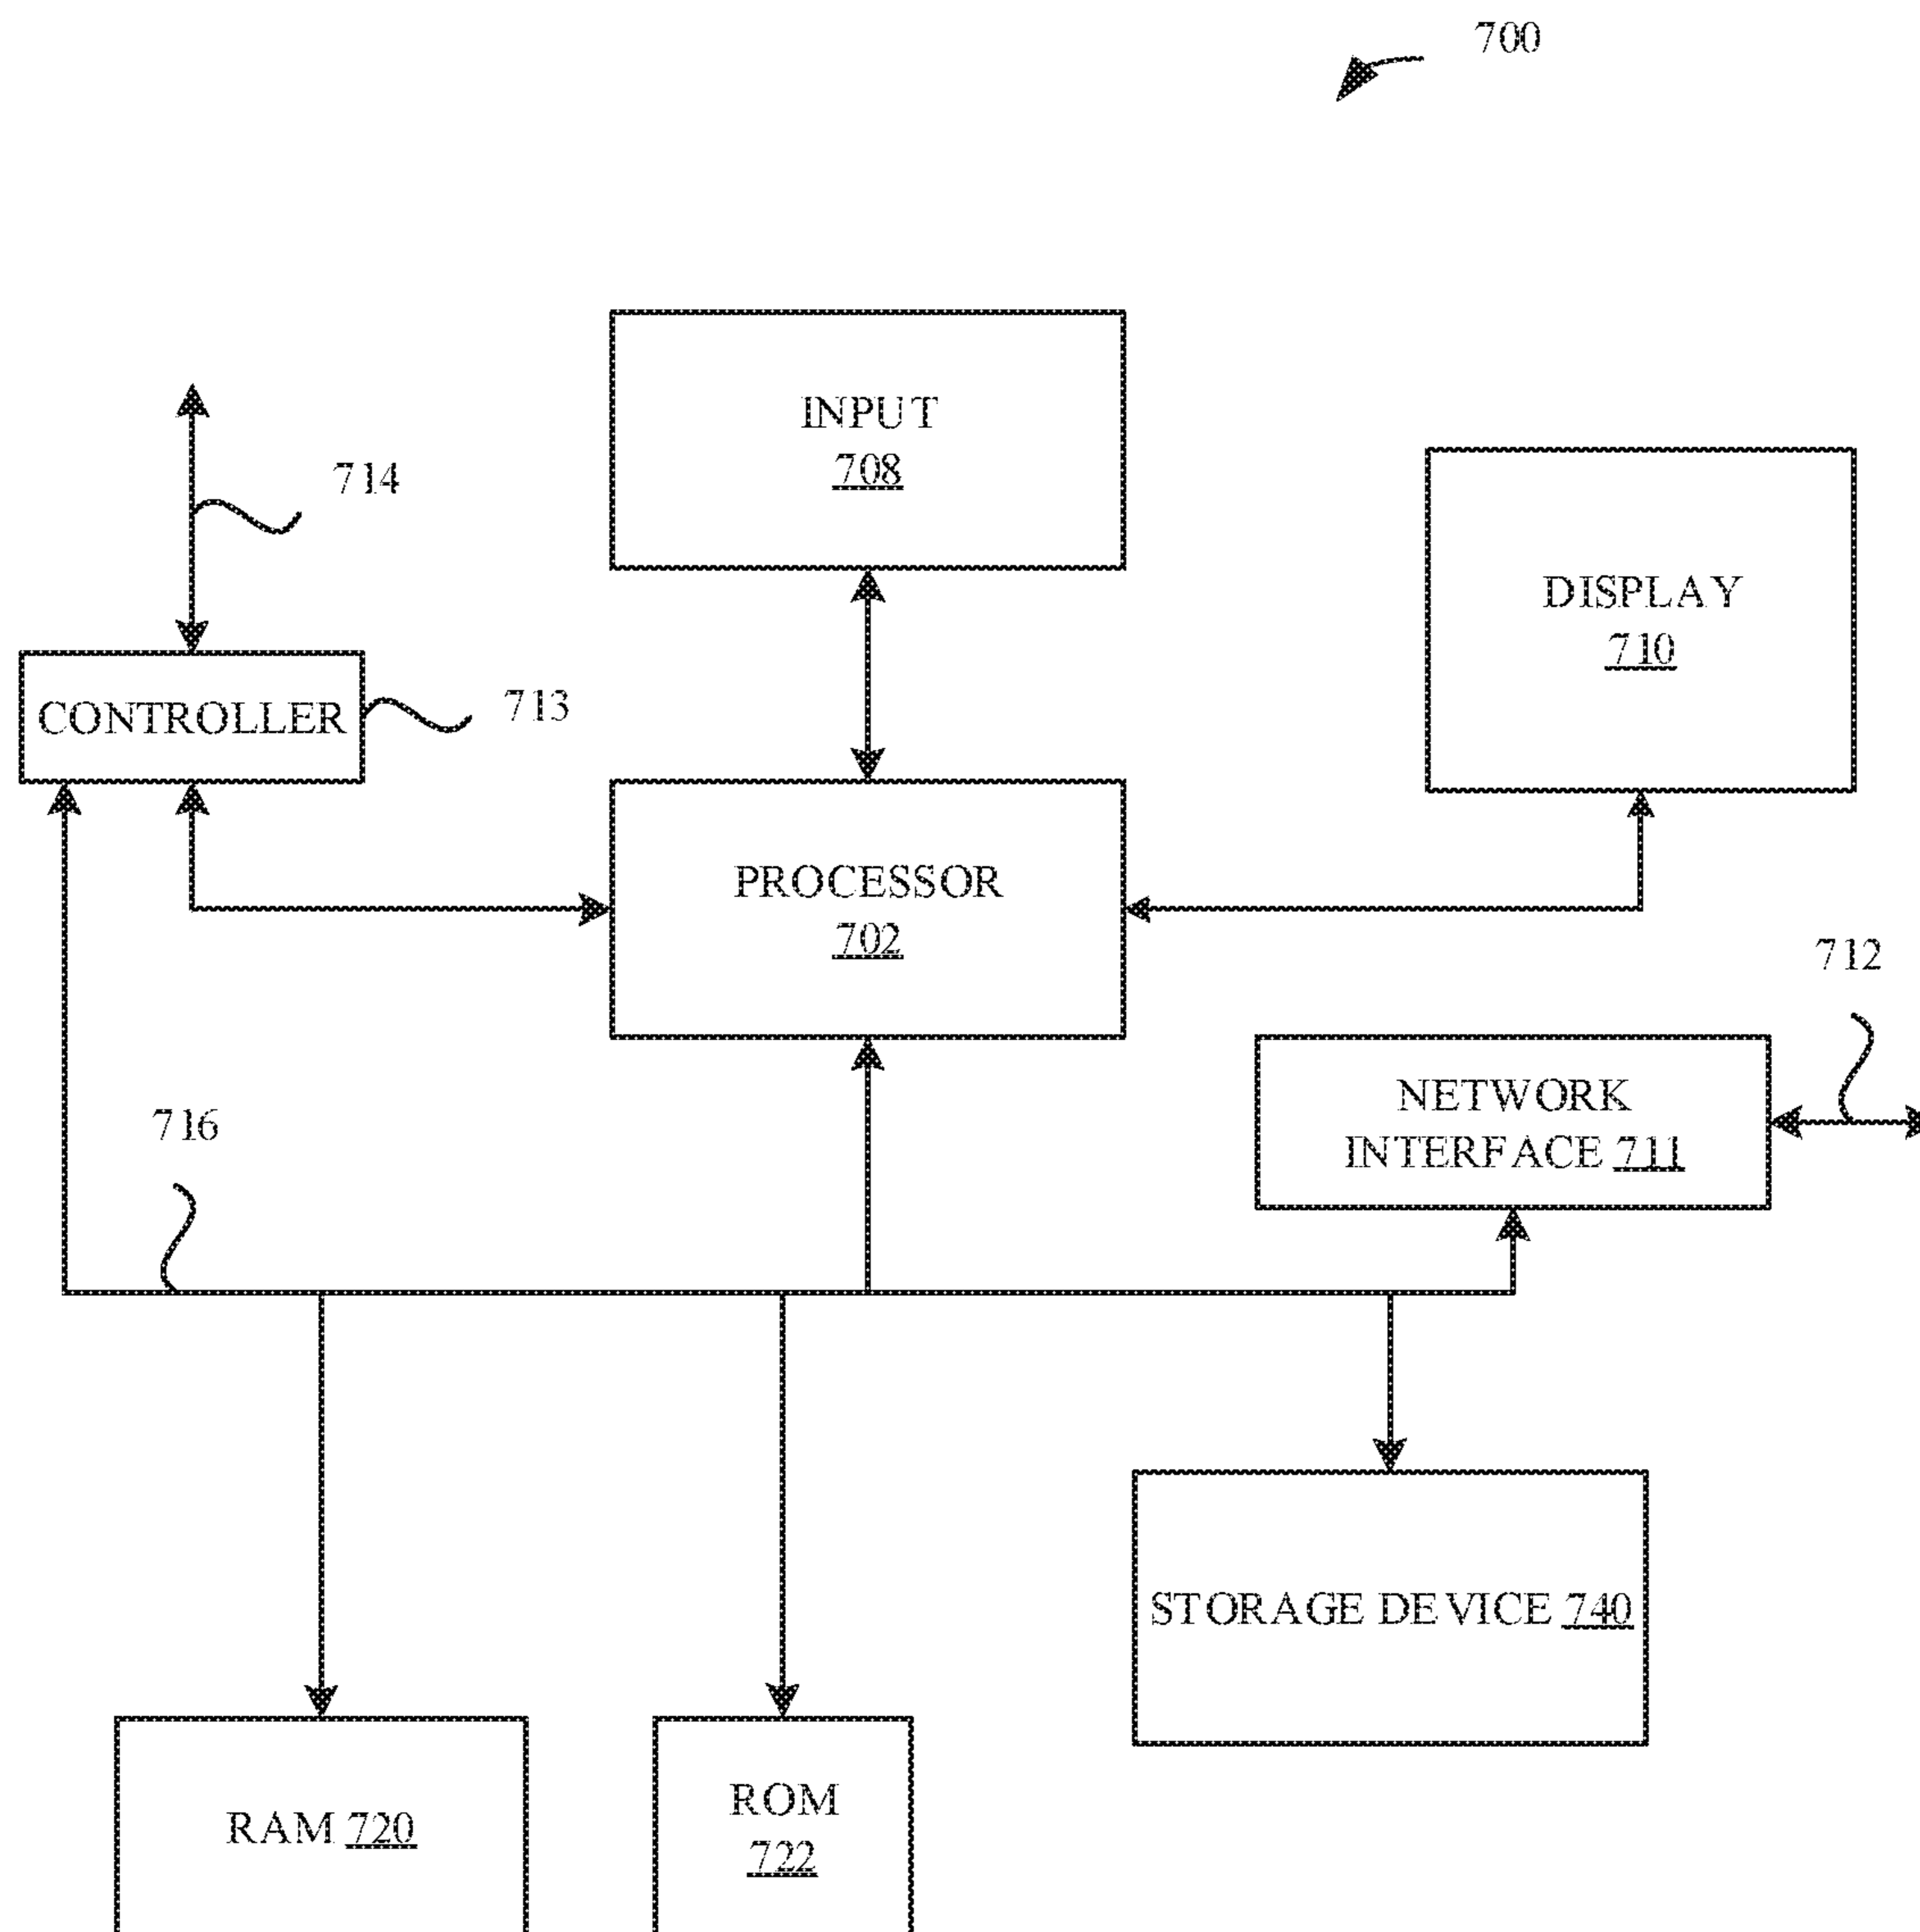 700
INPUT
708
714
DISPLAY
710
CONTROLLER
713
PROCESSOR
702
712
NETWORK
INTERFACE 711
716
STORAGE DEVICE 740
RAM 720
ROM
722